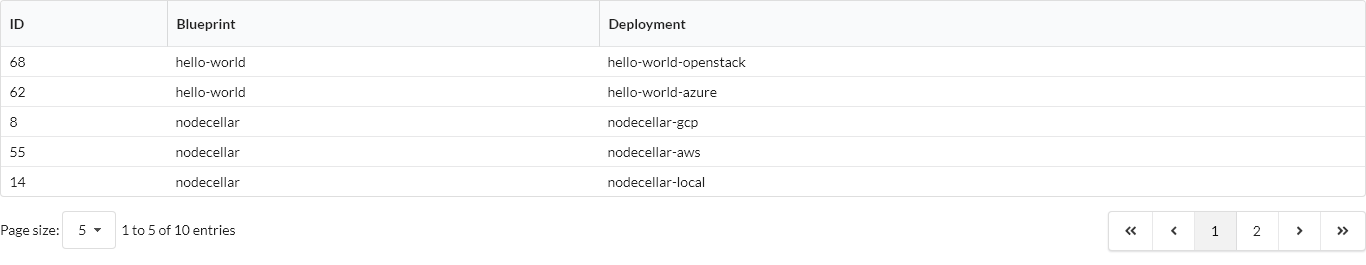 ID Blueprint Deployment
68 hello-world hello-world-openstack
62 hello-world hello-world-azure
8 nodecellar nodecellar-gcp
55 nodecellar nodecellar-aws
14 nodecellar nodecellar-local
Page size: 5 1 to 5 of 10 entries « ‹ 1 2 › »